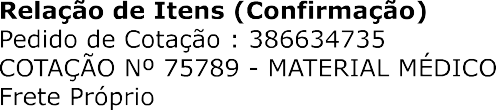 Relação de Itens (Confirmação)
Pedido de Cotação : 386634735
COTAÇÃO Nº 75789 - MATERIAL MÉDICO
Frete Próprio